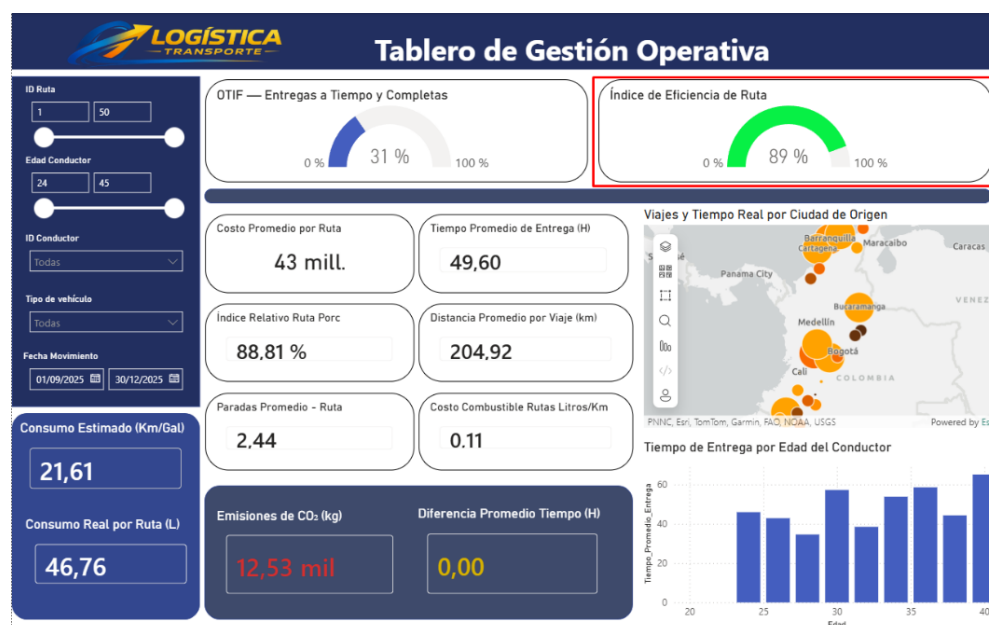 LOGÍSTICA
TRANSPORTE
Tablero de Gestión Operativa
ID Ruta
1 50
Edad Conductor
24 45
ID Conductor
Todas
Tipo de vehículo
Todas
Fecha Movimiento
01/09/2025 30/12/2025
Consumo Estimado (Km/Gal)
21,61
Consumo Real por Ruta (L)
46,76
OTIF — Entregas a Tiempo y Completas
0 % 31 % 100 %
Índice de Eficiencia de Ruta
0 % 89 % 100 %
Costo Promedio por Ruta
43 mill.
Tiempo Promedio de Entrega (H)
49,60
Índice Relativo Ruta Porc
88,81 %
Distancia Promedio por Viaje (km)
204,92
Paradas Promedio - Ruta
2,44
Costo Combustible Rutas Litros/Km
0,11
Emisiones de CO₂ (kg)
12,53 mil
Diferencia Promedio Tiempo (H)
0,00
Viajes y Tiempo Real por Ciudad de Origen
Barranquilla
Cartagena
Maracaibo
Caracas
Panama City
VENEZ
Bucaramanga
Medellín
Bogotá
Cali
COLOMBIA
PNNC, Esri, TomTom, Garmin, FAO, NOAA, USGS
Powered by Es
Tiempo de Entrega por Edad del Conductor
Tiempo_Promedio_Entrega
60
40
20
0
20 25 30 35 40
Edad